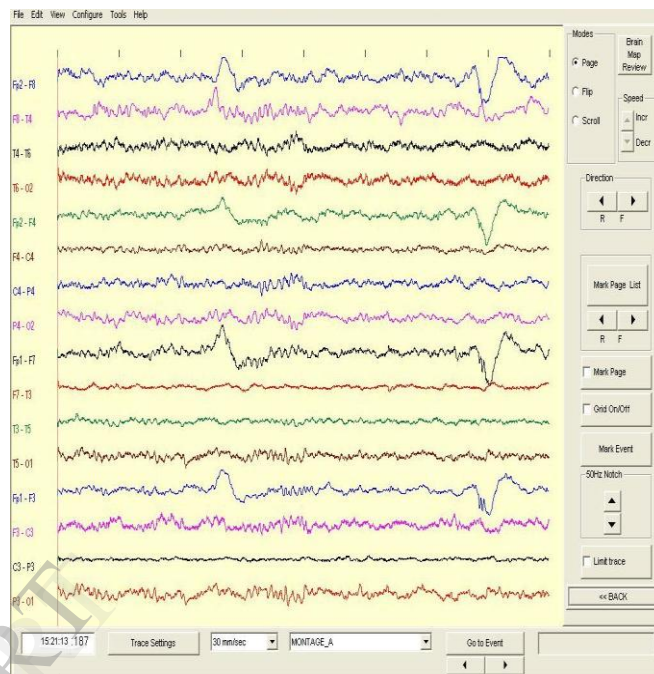 File Edit View Configure Tools Help
Modes
Page
Flip
Scroll
Brain
Map
Review
Speed
Incr
Decr
Direction
R F
Mark Page List
R F
Mark Page
Grid On/Off
Mark Event
50Hz Notch
Limit trace
<< BACK
Fp2 - F8
F8 - T4
T4 - T6
T6 - O2
Fp2 - F4
F4 - C4
C4 - P4
P4 - O2
Fp1 - F7
F7 - T3
T3 - T5
T5 - O1
Fp1 - F3
F3 - C3
C3 - P3
P3 - O1
15:21:13 :187
Trace Settings
30 mm/sec
MONTAGE_A
Go to Event